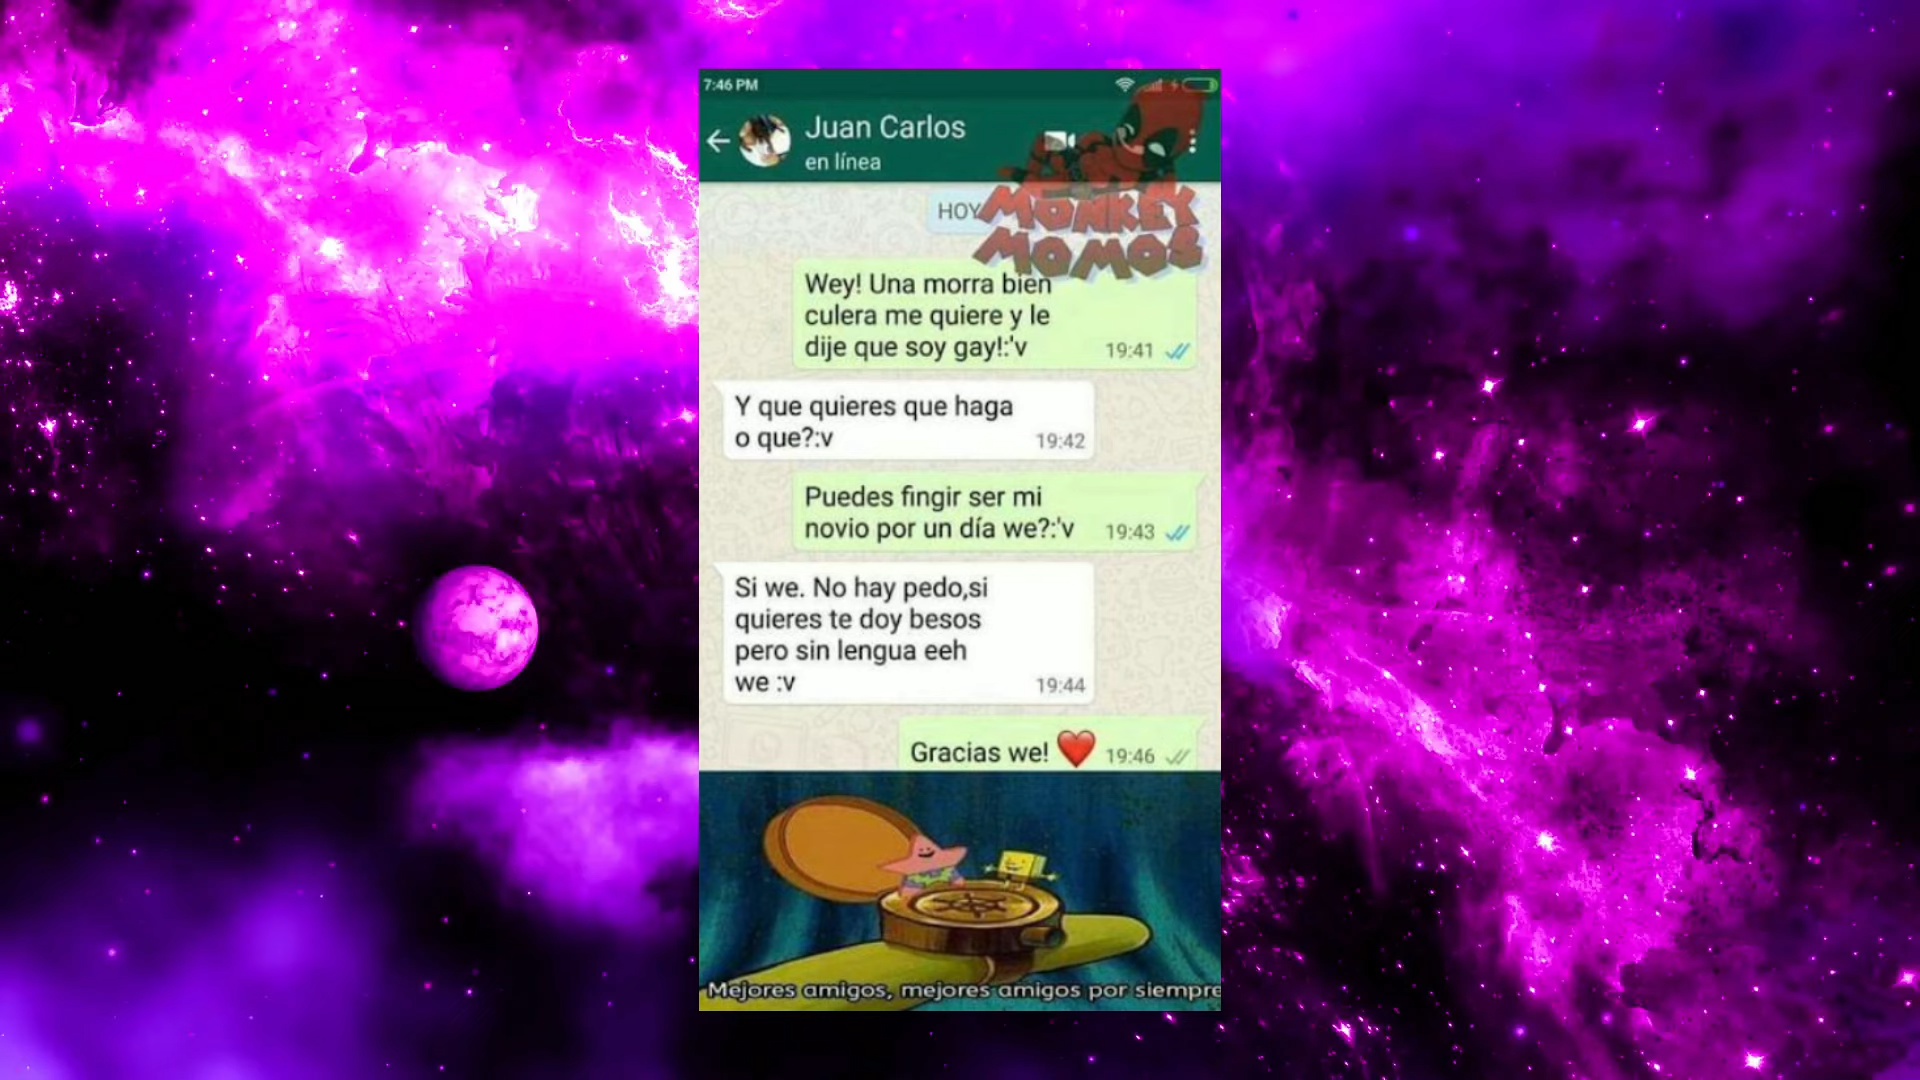 7:46 PM
Juan Carlos
en línea
HOY
MONKEY
MOMOS
Wey! Una morra bien
culera me quiere y le
dije que soy gay!:'v
19:41
Y que quieres que haga
o que?:v
19:42
Puedes fingir ser mi
novio por un día we?:'v
19:43
Si we. No hay pedo,si
quieres te doy besos
pero sin lengua eeh
we :v
19:44
Gracias we! ❤️ 19:46
Mejores amigos, mejores amigos por siempre